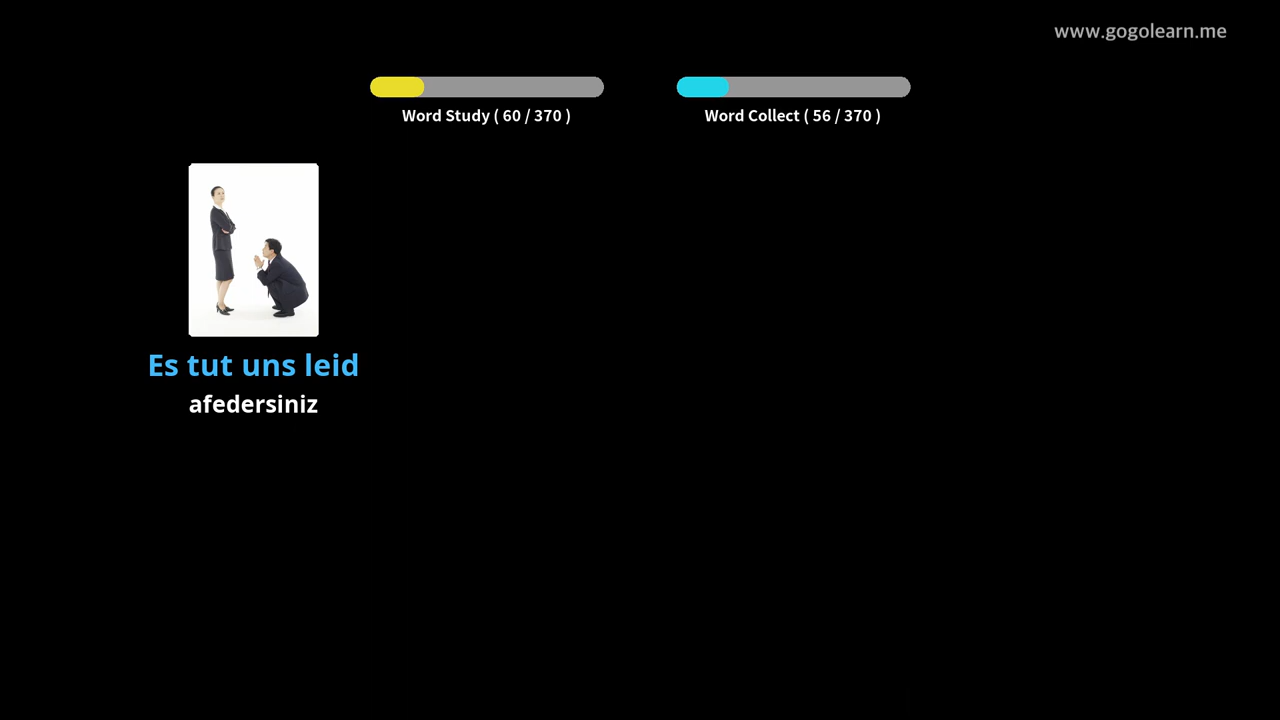 www.gogolearn.me
Word Study ( 60 / 370 )
Word Collect ( 56 / 370 )
Es tut uns leid
afedersiniz